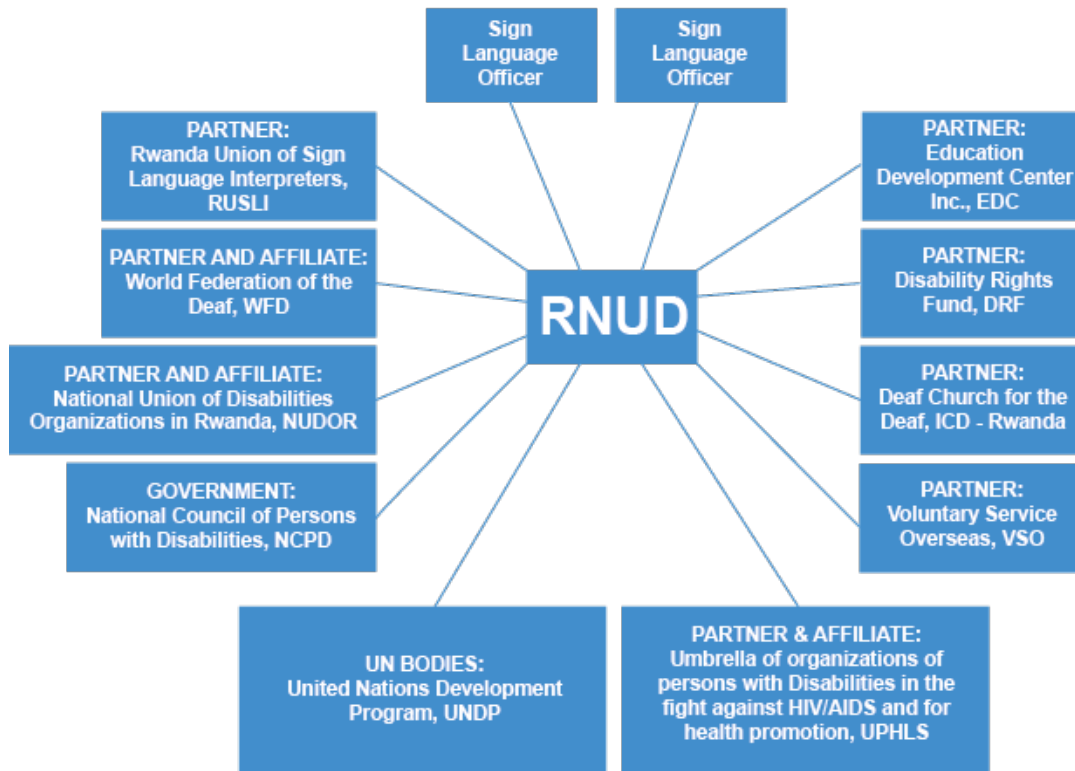 Sign
Language
Officer
Sign
Language
Officer
PARTNER:
Rwanda Union of Sign
Language Interpreters,
RUSLI
PARTNER:
Education
Development Center
Inc., EDC
PARTNER AND AFFILIATE:
World Federation of the
Deaf, WFD
PARTNER:
Disability Rights
Fund, DRF
RNUD
PARTNER AND AFFILIATE:
National Union of Disabilities
Organizations in Rwanda, NUDOR
PARTNER:
Deaf Church for the
Deaf, ICD - Rwanda
GOVERNMENT:
National Council of Persons
with Disabilities, NCPD
PARTNER:
Voluntary Service
Overseas, VSO
UN BODIES:
United Nations Development
Program, UNDP
PARTNER & AFFILIATE:
Umbrella of organizations of
persons with Disabilities in the
fight against HIV/AIDS and for
health promotion, UPHLS